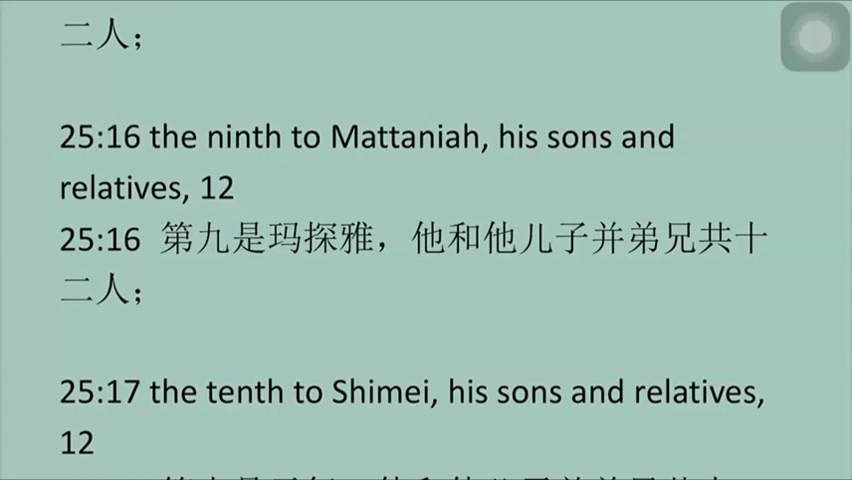 二人；
25:16 the ninth to Mattaniah, his sons and
relatives, 12
25:16 第九是玛探雅，他和他儿子并弟兄共十
二人；
25:17 the tenth to Shimei, his sons and relatives,
12